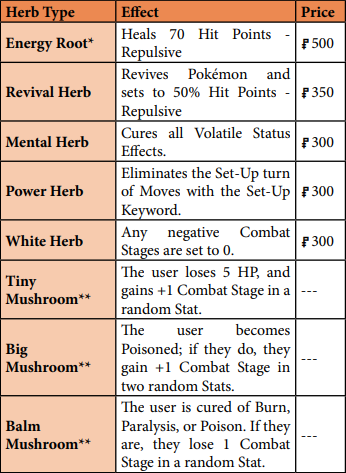 Herb Type Effect Price
Energy Root* Heals 70 Hit Points - Repulsive ₽500
Revival Herb Revives Pokémon and sets to 50% Hit Points - Repulsive ₽350
Mental Herb Cures all Volatile Status Effects. ₽300
Power Herb Eliminates the Set-Up turn of Moves with the Set-Up Keyword. ₽300
White Herb Any negative Combat Stages are set to 0. ₽300
Tiny Mushroom** The user loses 5 HP, and gains +1 Combat Stage in a random Stat. ---
Big Mushroom** The user becomes Poisoned; if they do, they gain +1 Combat Stage in two random Stats. ---
Balm Mushroom** The user is cured of Burn, Paralysis, or Poison. If they are, they lose 1 Combat Stage in a random Stat. ---